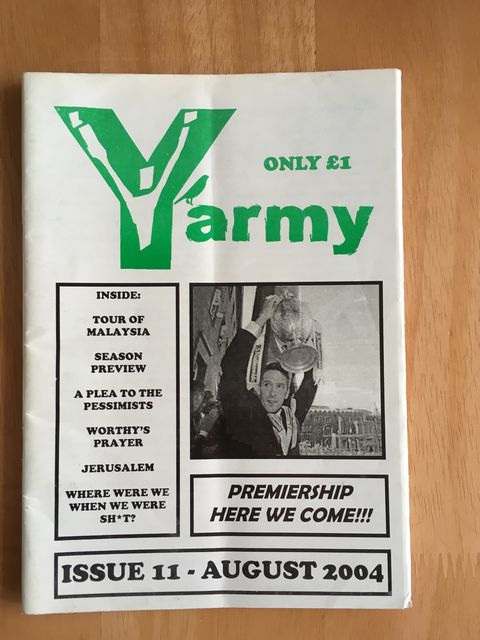 ONLY £1
Y'army
INSIDE:
TOUR OF
MALAYSIA
SEASON
PREVIEW
A PLEA TO THE
PESSIMISTS
WORTHY'S
PRAYER
JERUSALEM
WHERE WERE WE
WHEN WE WERE
SH*T?
PREMIERSHIP
HERE WE COME!!!
ISSUE 11 - AUGUST 2004